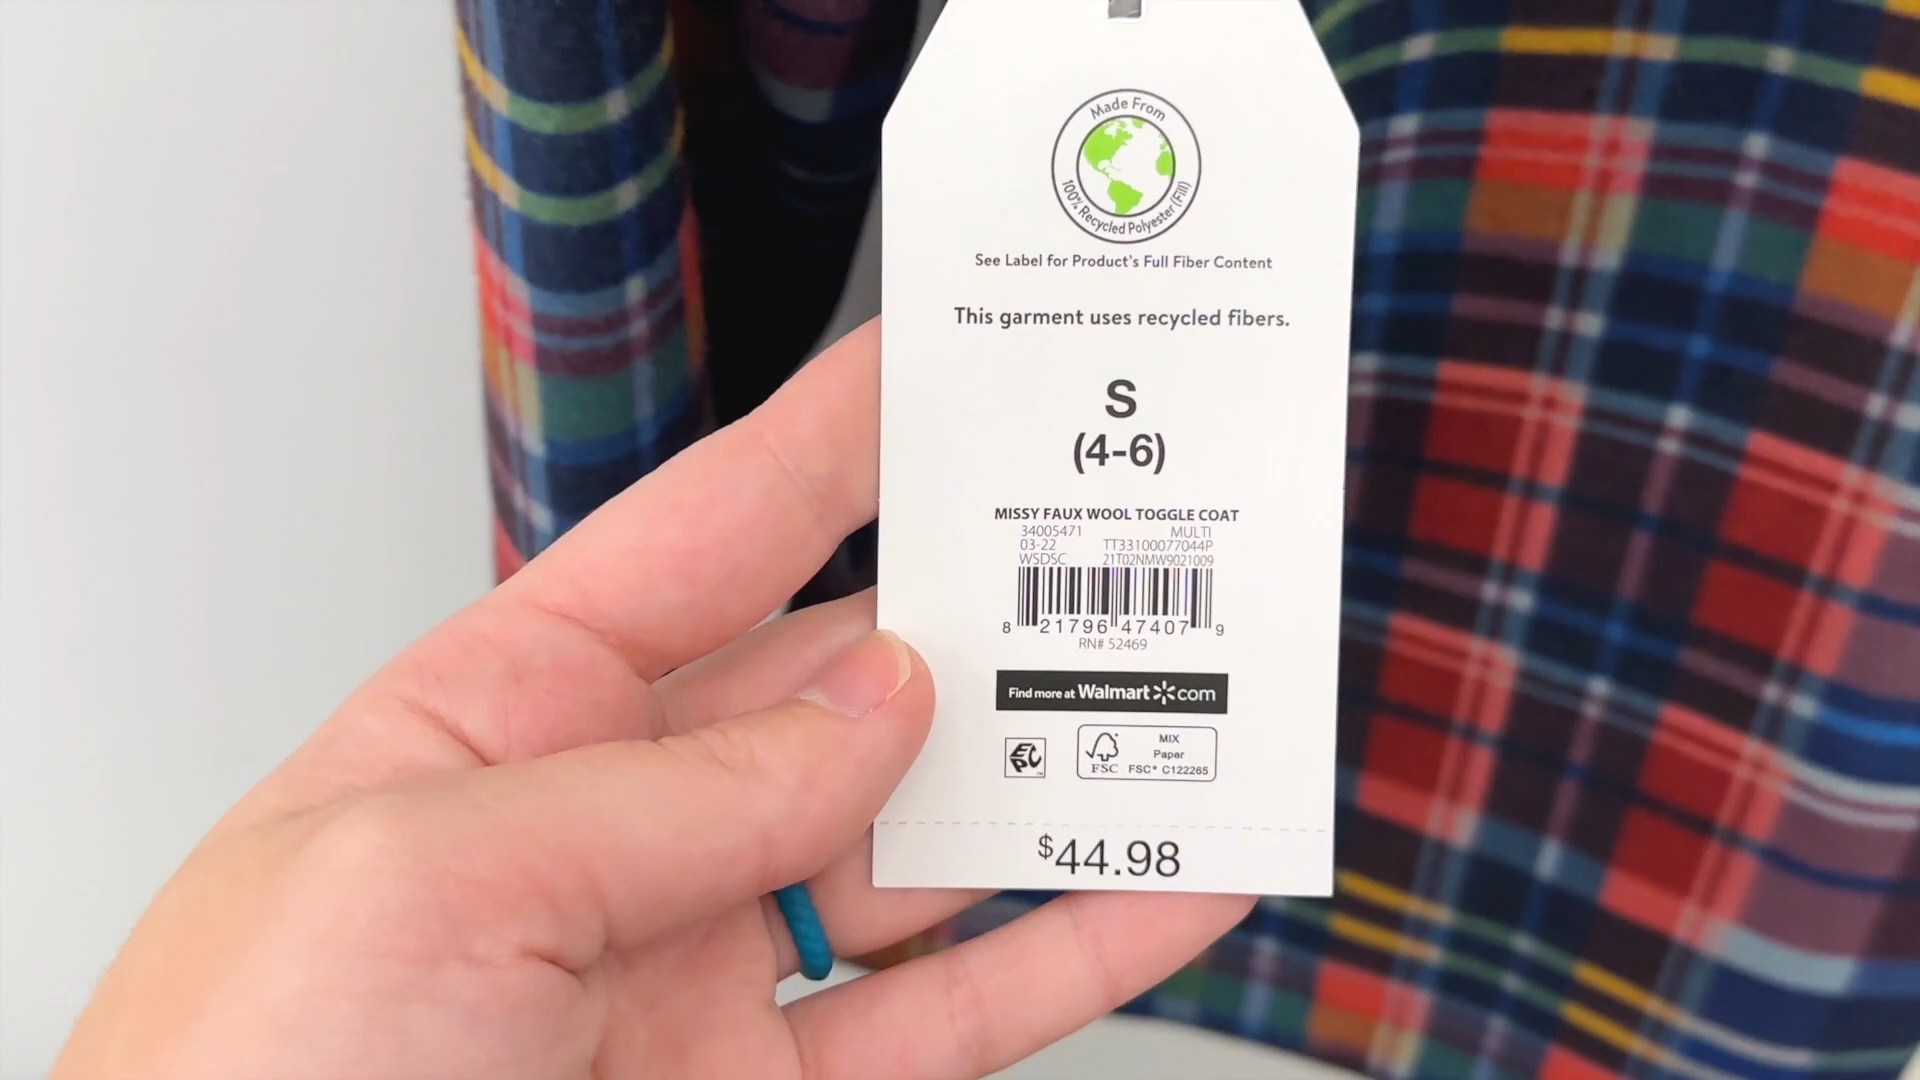 Made From
100% Recycled Polyester (Fill)
See Label for Product's Full Fiber Content
This garment uses recycled fibers.
S
(4-6)
MISSY FAUX WOOL TOGGLE COAT
34005471 MULTI
03-22 TT33100077044P
WSDSC 21T02NMW9021009
8 21796 47407 9
RN# 52469
Find more at Walmart com
EPC TM
MIX
Paper
FSC FSC® C122265
$44.98